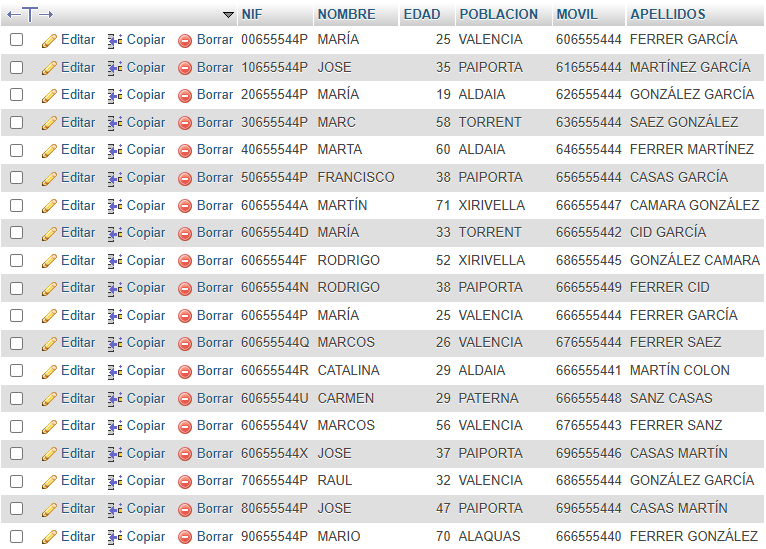 NIF NOMBRE EDAD POBLACION MOVIL APELLIDOS
Editar Copiar Borrar 00655544P MARÍA 25 VALENCIA 606555444 FERRER GARCÍA
Editar Copiar Borrar 10655544P JOSE 35 PAIPORTA 616555444 MARTÍNEZ GARCÍA
Editar Copiar Borrar 20655544P MARÍA 19 ALDAIA 626555444 GONZÁLEZ GARCÍA
Editar Copiar Borrar 30655544P MARC 58 TORRENT 636555444 SAEZ GONZÁLEZ
Editar Copiar Borrar 40655544P MARTA 60 ALDAIA 646555444 FERRER MARTÍNEZ
Editar Copiar Borrar 50655544P FRANCISCO 38 PAIPORTA 656555444 CASAS GARCÍA
Editar Copiar Borrar 60655544A MARTÍN 71 XIRIVELLA 666555447 CAMARA GONZÁLEZ
Editar Copiar Borrar 60655544D MARÍA 33 TORRENT 666555442 CID GARCÍA
Editar Copiar Borrar 60655544F RODRIGO 52 XIRIVELLA 686555445 GONZÁLEZ CAMARA
Editar Copiar Borrar 60655544N RODRIGO 38 PAIPORTA 666555449 FERRER CID
Editar Copiar Borrar 60655544P MARÍA 25 VALENCIA 666555444 FERRER GARCÍA
Editar Copiar Borrar 60655544Q MARCOS 26 VALENCIA 676555444 FERRER SAEZ
Editar Copiar Borrar 60655544R CATALINA 29 ALDAIA 666555441 MARTÍN COLON
Editar Copiar Borrar 60655544U CARMEN 29 PATERNA 666555448 SANZ CASAS
Editar Copiar Borrar 60655544V MARCOS 56 VALENCIA 676555443 FERRER SANZ
Editar Copiar Borrar 60655544X JOSE 37 PAIPORTA 696555446 CASAS MARTÍN
Editar Copiar Borrar 70655544P RAUL 32 VALENCIA 686555444 GONZÁLEZ GARCÍA
Editar Copiar Borrar 80655544P JOSE 47 PAIPORTA 696555444 CASAS MARTÍN
Editar Copiar Borrar 90655544P MARIO 70 ALAQUAS 666555440 FERRER GONZÁLEZ